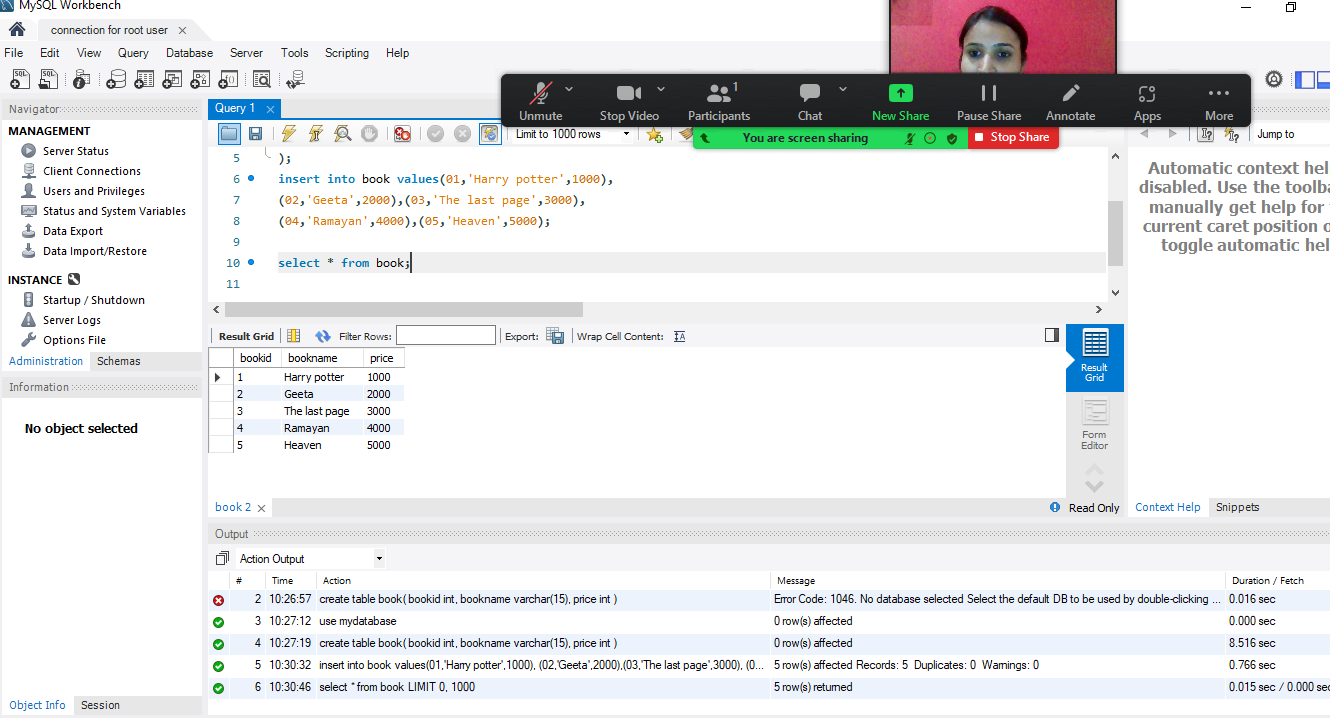 MySQL Workbench
connection for root user
File Edit View Query Database Server Tools Scripting Help
Unmute Stop Video Participants 1 Chat New Share Pause Share Annotate Apps More
You are screen sharing Stop Share
Navigator
MANAGEMENT
Server Status
Client Connections
Users and Privileges
Status and System Variables
Data Export
Data Import/Restore
INSTANCE
Startup / Shutdown
Server Logs
Options File
Administration Schemas
Information
No object selected
Object Info Session
Query 1
Limit to 1000 rows
Jump to
5 );
6 insert into book values(01,'Harry potter',1000),
7 (02,'Geeta',2000),(03,'The last page',3000),
8 (04,'Ramayan',4000),(05,'Heaven',5000);
9
10 select * from book;
11
Automatic context hel
disabled. Use the toolba
manually get help for
current caret position o
toggle automatic hel
Result Grid Filter Rows: Export: Wrap Cell Content:
bookid bookname price
1 Harry potter 1000
2 Geeta 2000
3 The last page 3000
4 Ramayan 4000
5 Heaven 5000
Result
Grid
Form
Editor
book 2
Read Only
Context Help Snippets
Output
Action Output
# Time Action Message Duration / Fetch
2 10:26:57 create table book( bookid int, bookname varchar(15), price int ) Error Code: 1046. No database selected Select the default DB to be used by double-clicking ... 0.016 sec
3 10:27:12 use mydatabase 0 row(s) affected 0.000 sec
4 10:27:19 create table book( bookid int, bookname varchar(15), price int ) 0 row(s) affected 8.516 sec
5 10:30:32 insert into book values(01,'Harry potter',1000), (02,'Geeta',2000),(03,'The last page',3000), (0... 5 row(s) affected Records: 5 Duplicates: 0 Warnings: 0 0.766 sec
6 10:30:46 select * from book LIMIT 0, 1000 5 row(s) returned 0.015 sec / 0.000 sec